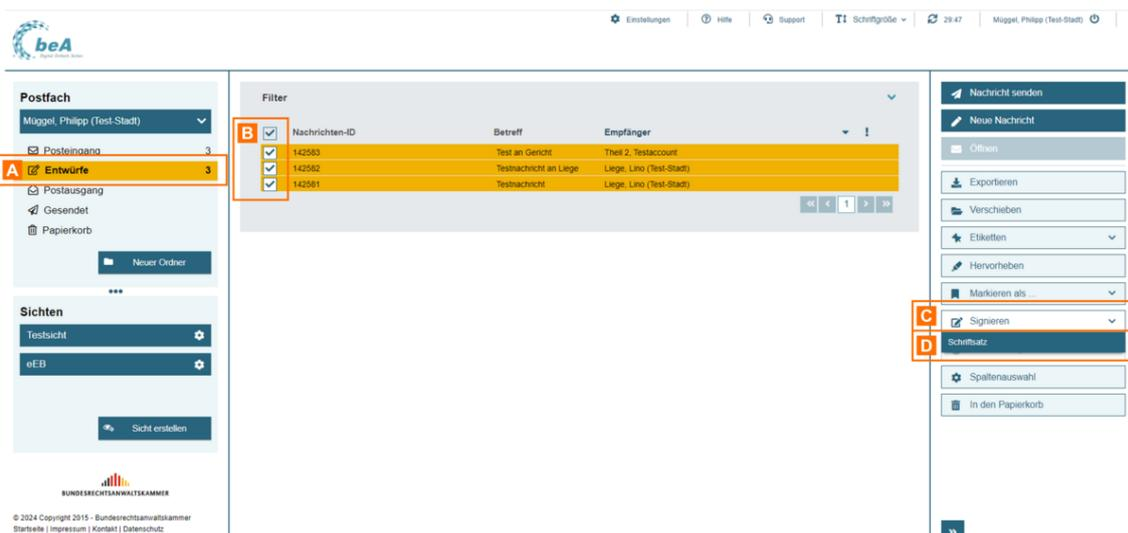 Einstellungen
Hilfe
Support
Schriftgröße
29:47
Müggel, Philipp (Test-Stadt)
beA
Postfach
Müggel, Philipp (Test-Stadt)
Posteingang 3
A Entwürfe 3
Postausgang
Gesendet
Papierkorb
Neuer Ordner
Sichten
Testsicht
eEB
Sicht erstellen
BUNDESRECHTSANWALTSKAMMER
© 2024 Copyright 2015 - Bundesrechtsanwaltskammer
Startseite | Impressum | Kontakt | Datenschutz
Filter
B Nachrichten-ID Betreff Empfänger !
142583 Test an Gericht Theil 2, Testaccount
142582 Testnachricht an Liege Liege, Lino (Test-Stadt)
142581 Testnachricht Liege, Lino (Test-Stadt)
« < 1 > »
Nachricht senden
Neue Nachricht
Öffnen
Exportieren
Verschieben
Etiketten
Hervorheben
Markieren als ...
C Signieren
D Schriftsatz
Spaltenauswahl
In den Papierkorb
»